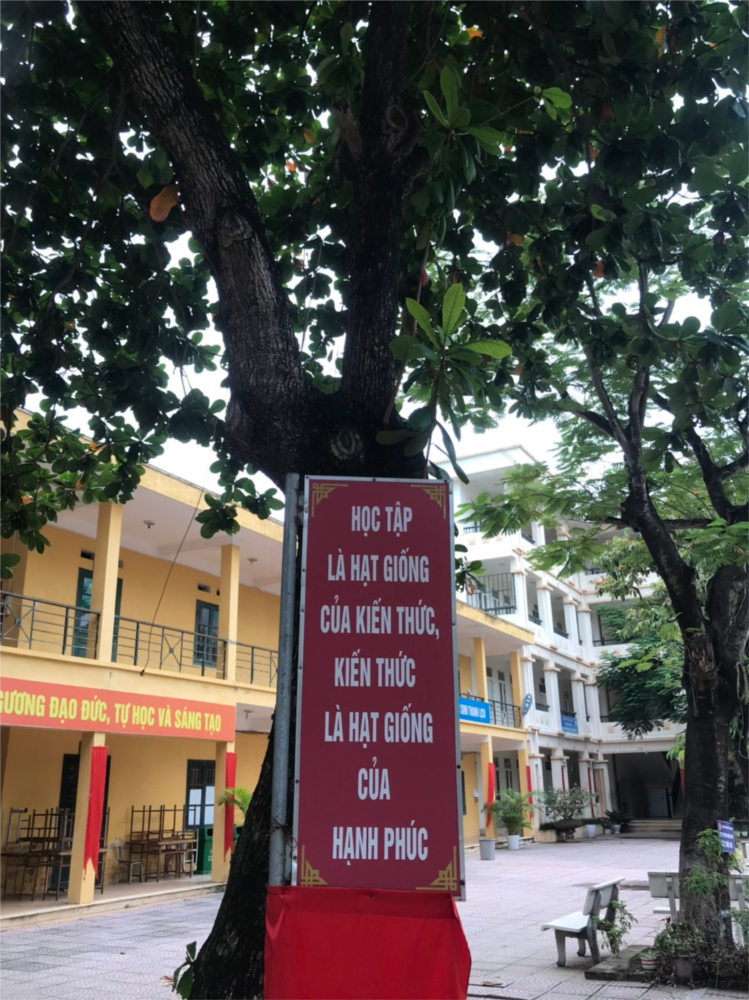 HỌC TẬP
LÀ HẠT GIỐNG
CỦA KIẾN THỨC,
KIẾN THỨC
LÀ HẠT GIỐNG
CỦA
HẠNH PHÚC
GƯƠNG ĐẠO ĐỨC, TỰ HỌC VÀ SÁNG TẠO